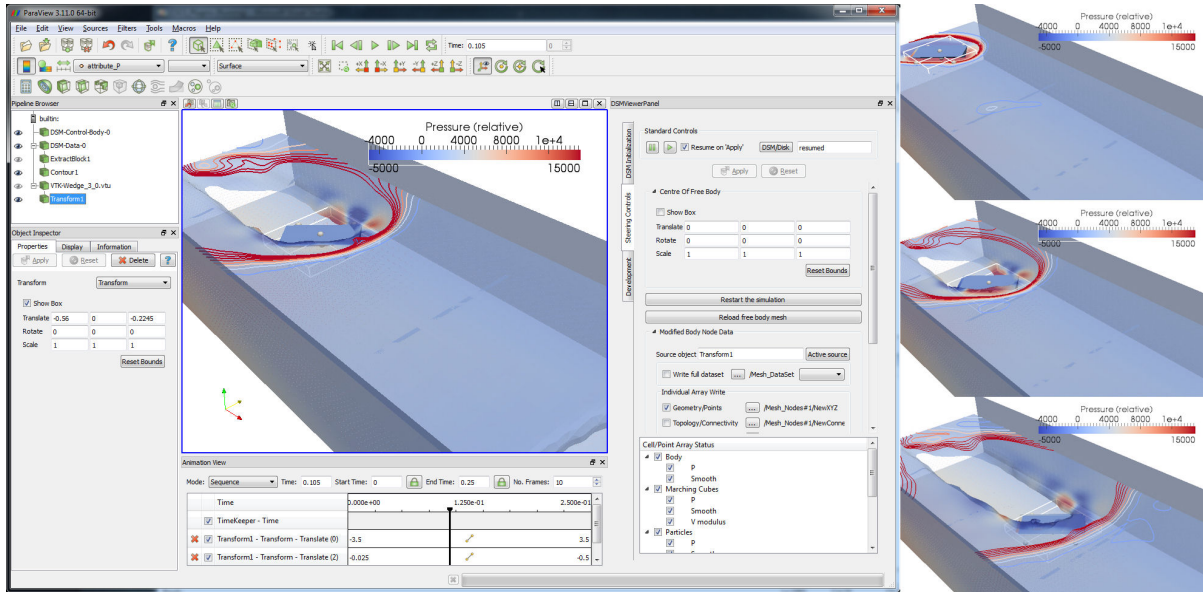 ParaView 3.11.0 64-bit
File Edit View Sources Filters Tools Macros Help
Time: 0.105 0
attribute_P Surface
Pipeline Browser
builtin:
DSM-Control-Body-0
DSM-Data-0
ExtractBlock1
Contour1
VTK-Wedge_3_0.vtu
Transform1
Object Inspector
Properties Display Information
Apply Reset Delete ?
Transform Transform
Show Box
Translate -0.56 0 -0.2245
Rotate 0 0 0
Scale 1 1 1
Reset Bounds
Pressure (relative)
-4000 0 4000 8000 1e+4
-5000 15000
Animation View
Mode: Sequence Time: 0.105 Start Time: 0 End Time: 0.25 No. Frames: 10
Time 0.000e+00 1.250e-01 2.500e-01
TimeKeeper - Time
Transform1 - Transform - Translate (0) -3.5 3.5
Transform1 - Transform - Translate (2) -0.025 -0.5
DSMViewerPanel
DSM Initialization
Steering Controls
Development
Standard Controls
Resume on 'Apply' DSM/Disk resumed
Apply Reset
Centre Of Free Body
Show Box
Translate 0 0 0
Rotate 0 0 0
Scale 1 1 1
Reset Bounds
Restart the simulation
Reload free body mesh
Modified Body Node Data
Source object Transform1 Active source
Write full dataset ... /Mesh_DataSet
Individual Array Write
Geometry/Points ... /Mesh_Nodes#1/NewXYZ
Topology/Connectivity ... /Mesh_Nodes#1/NewConne
Cell/Point Array Status
Body
P
Smooth
Marching Cubes
P
Smooth
V modulus
Particles
P
Pressure (relative)
-4000 0 4000 8000 1e+4
-5000 15000
Pressure (relative)
-4000 0 4000 8000 1e+4
-5000 15000
Pressure (relative)
-4000 0 4000 8000 1e+4
-5000 15000